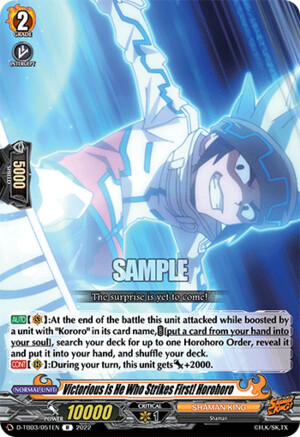 2
GRADE
INTERCEPT
5000
SHIELD
SAMPLE
The surprise is yet to come!
AUTO [R]:At the end of the battle this unit attacked while boosted by
a unit with "Kororo" in its card name, [put a card from your hand into
your soul], search your deck for up to one Horohoro Order, reveal it
and put it into your hand, and shuffle your deck.
CONT [R]:During your turn, this unit gets +2000.
NORMAL UNIT
Victorious is He Who Strikes First! Horohoro
D-TB03/051EN R 2022
POWER 10000
CRITICAL
1
SHAMAN KING
Shaman
©H.T./SK,TX